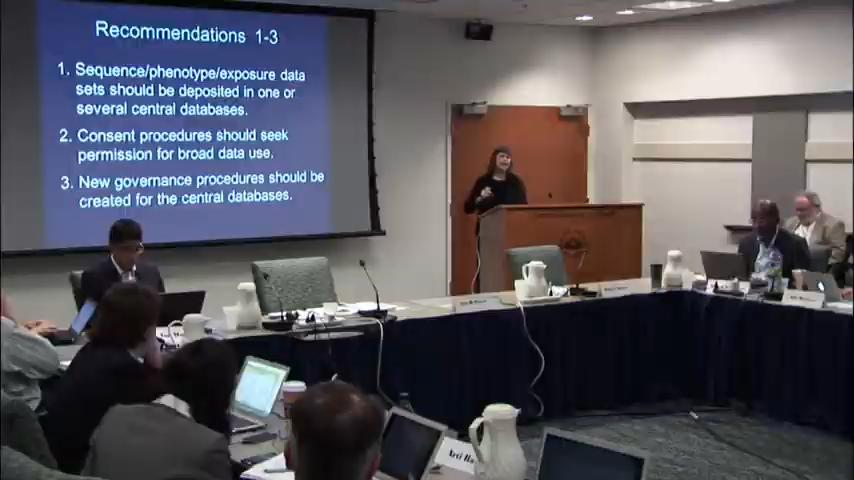 Recommendations 1-3
1. Sequence/phenotype/exposure data
sets should be deposited in one or
several central databases.
2. Consent procedures should seek
permission for broad data use.
3. New governance procedures should be
created for the central databases.